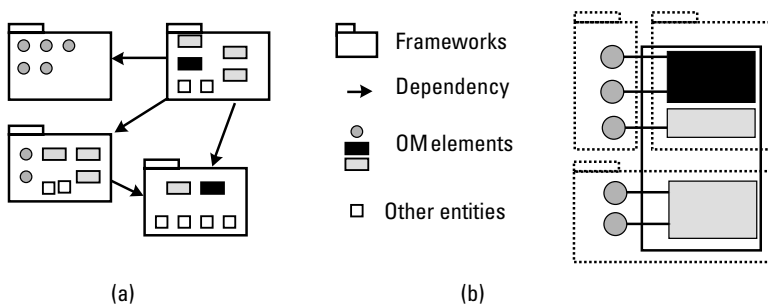 Frameworks
Dependency
OM elements
Other entities
(a)
(b)